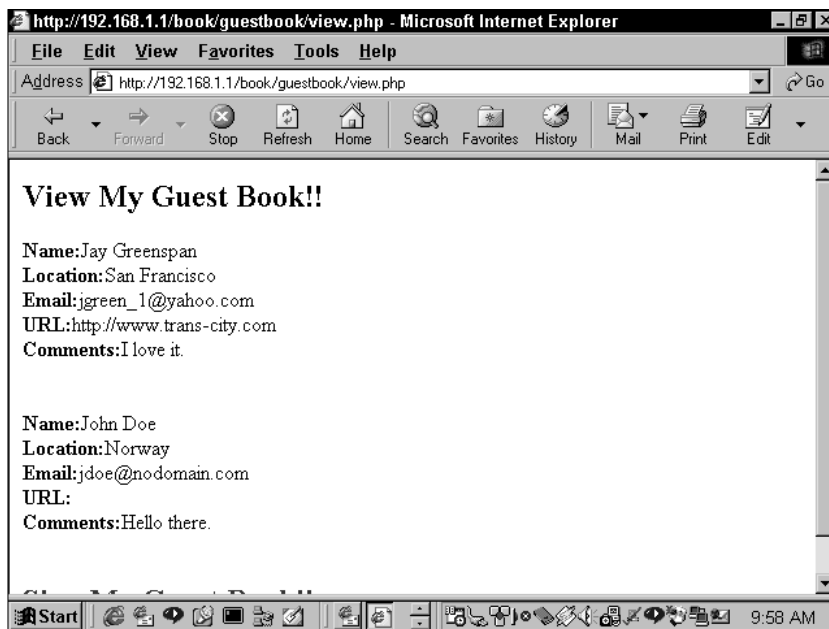 http://192.168.1.1/book/guestbook/view.php - Microsoft Internet Explorer
File Edit View Favorites Tools Help
Address http://192.168.1.1/book/guestbook/view.php Go
Back Forward Stop Refresh Home Search Favorites History Mail Print Edit
View My Guest Book!!
Name:Jay Greenspan
Location:San Francisco
Email:jgreen_1@yahoo.com
URL:http://www.trans-city.com
Comments:I love it.
Name:John Doe
Location:Norway
Email:jdoe@nodomain.com
URL:
Comments:Hello there.
My Guest Book!!
Start 9:58 AM